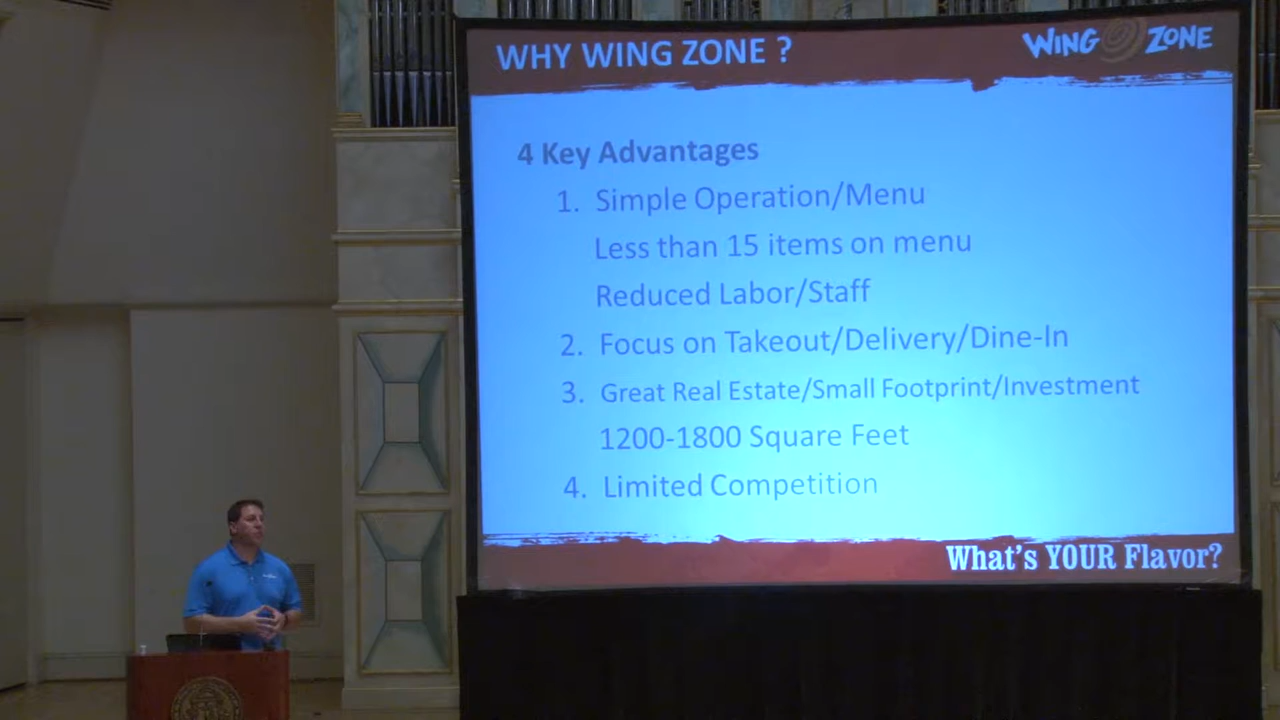 WHY WING ZONE ?
WING ZONE
4 Key Advantages
1. Simple Operation/Menu
Less than 15 items on menu
Reduced Labor/Staff
2. Focus on Takeout/Delivery/Dine-In
3. Great Real Estate/Small Footprint/Investment
1200-1800 Square Feet
4. Limited Competition
What's YOUR Flavor?